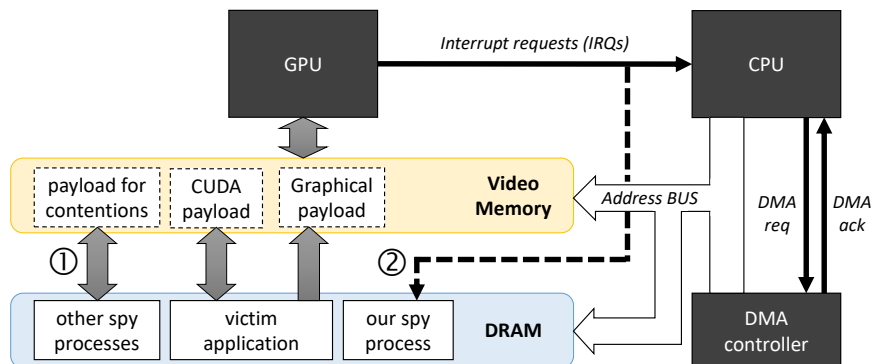 Interrupt requests (IRQs)
GPU
CPU
payload for
contentions
CUDA
payload
Graphical
payload
Video
Memory
Address BUS
DMA
req
DMA
ack
①
②
other spy
processes
victim
application
our spy
process
DRAM
DMA
controller